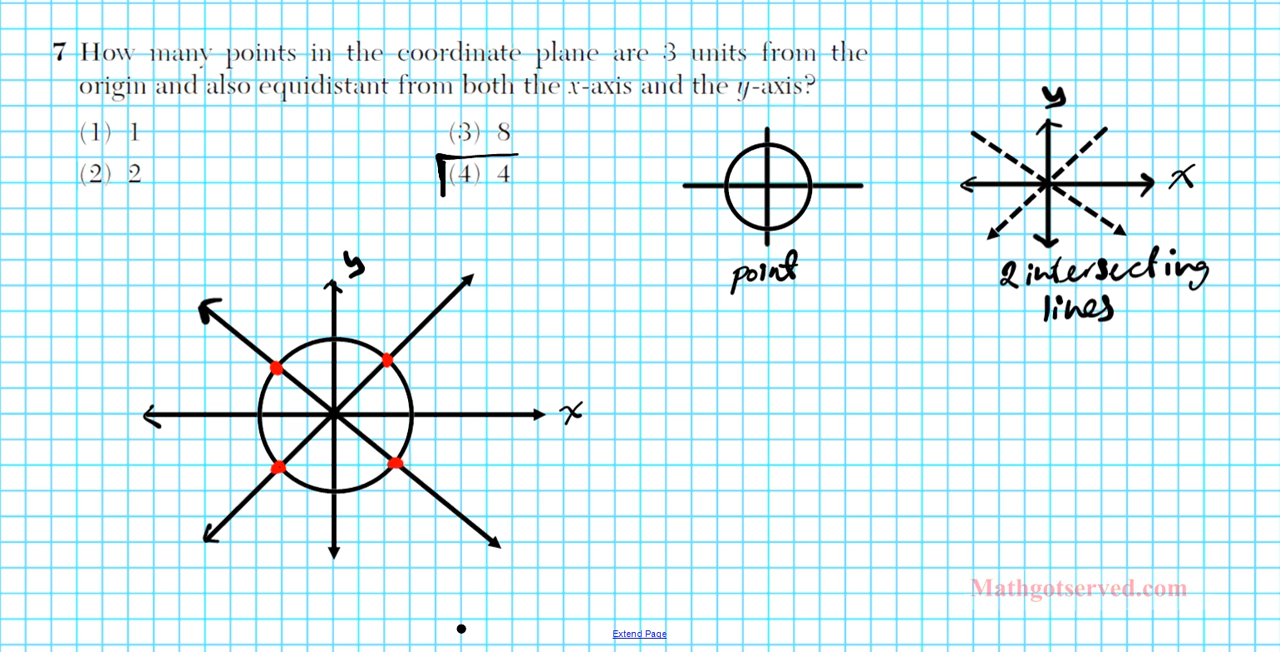 7 How many points in the coordinate plane are 3 units from the
origin and also equidistant from both the x-axis and the y-axis?
(1) 1
(3) 8
(2) 2
(4) 4
y
x
point
2 intersecting
lines
y
x
Mathgotserved.com
Extend Page